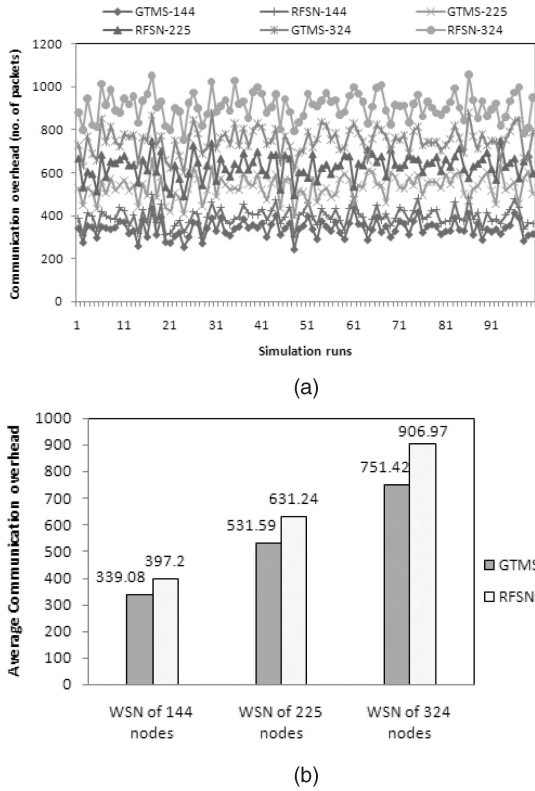 GTMS-144 RFSN-144 GTMS-225
RFSN-225 GTMS-324 RFSN-324
Communication overhead (no. of packets)
1200
1000
800
600
400
200
0
1 11 21 31 41 51 61 71 81 91
Simulation runs
(a)
Average Communication overhead
1000
900
800
700
600
500
400
300
200
100
0
339.08
397.2
531.59
631.24
751.42
906.97
GTMS
RFSN
WSN of 144 nodes
WSN of 225 nodes
WSN of 324 nodes
(b)